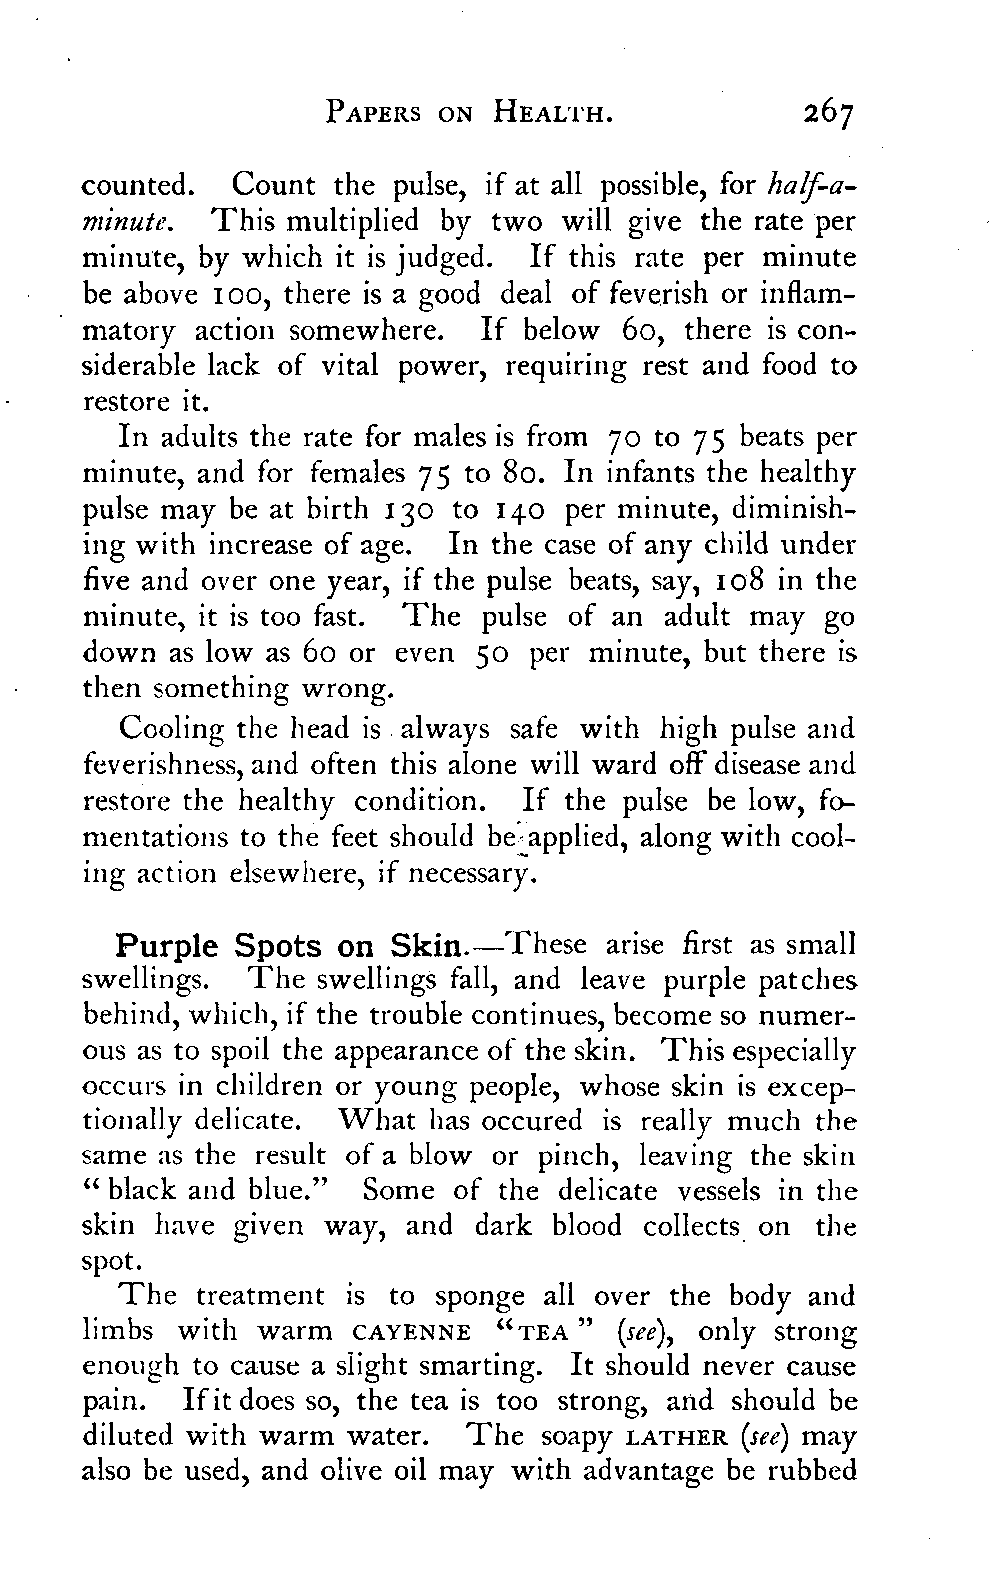 PAPERS ON HEALTH. 267
counted. Count the pulse, if at all possible, for half-a-
minute. This multiplied by two will give the rate per
minute, by which it is judged. If this rate per minute
be above 100, there is a good deal of feverish or inflam-
matory action somewhere. If below 60, there is con-
siderable lack of vital power, requiring rest and food to
restore it.
In adults the rate for males is from 70 to 75 beats per
minute, and for females 75 to 80. In infants the healthy
pulse may be at birth 130 to 140 per minute, diminish-
ing with increase of age. In the case of any child under
five and over one year, if the pulse beats, say, 108 in the
minute, it is too fast. The pulse of an adult may go
down as low as 60 or even 50 per minute, but there is
then something wrong.
Cooling the head is always safe with high pulse and
feverishness, and often this alone will ward off disease and
restore the healthy condition. If the pulse be low, fo-
mentations to the feet should be applied, along with cool-
ing action elsewhere, if necessary.
Purple Spots on Skin.—These arise first as small
swellings. The swellings fall, and leave purple patches
behind, which, if the trouble continues, become so numer-
ous as to spoil the appearance of the skin. This especially
occurs in children or young people, whose skin is excep-
tionally delicate. What has occured is really much the
same as the result of a blow or pinch, leaving the skin
“black and blue.” Some of the delicate vessels in the
skin have given way, and dark blood collects on the
spot.
The treatment is to sponge all over the body and
limbs with warm CAYENNE “TEA” (see), only strong
enough to cause a slight smarting. It should never cause
pain. If it does so, the tea is too strong, and should be
diluted with warm water. The soapy LATHER (see) may
also be used, and olive oil may with advantage be rubbed